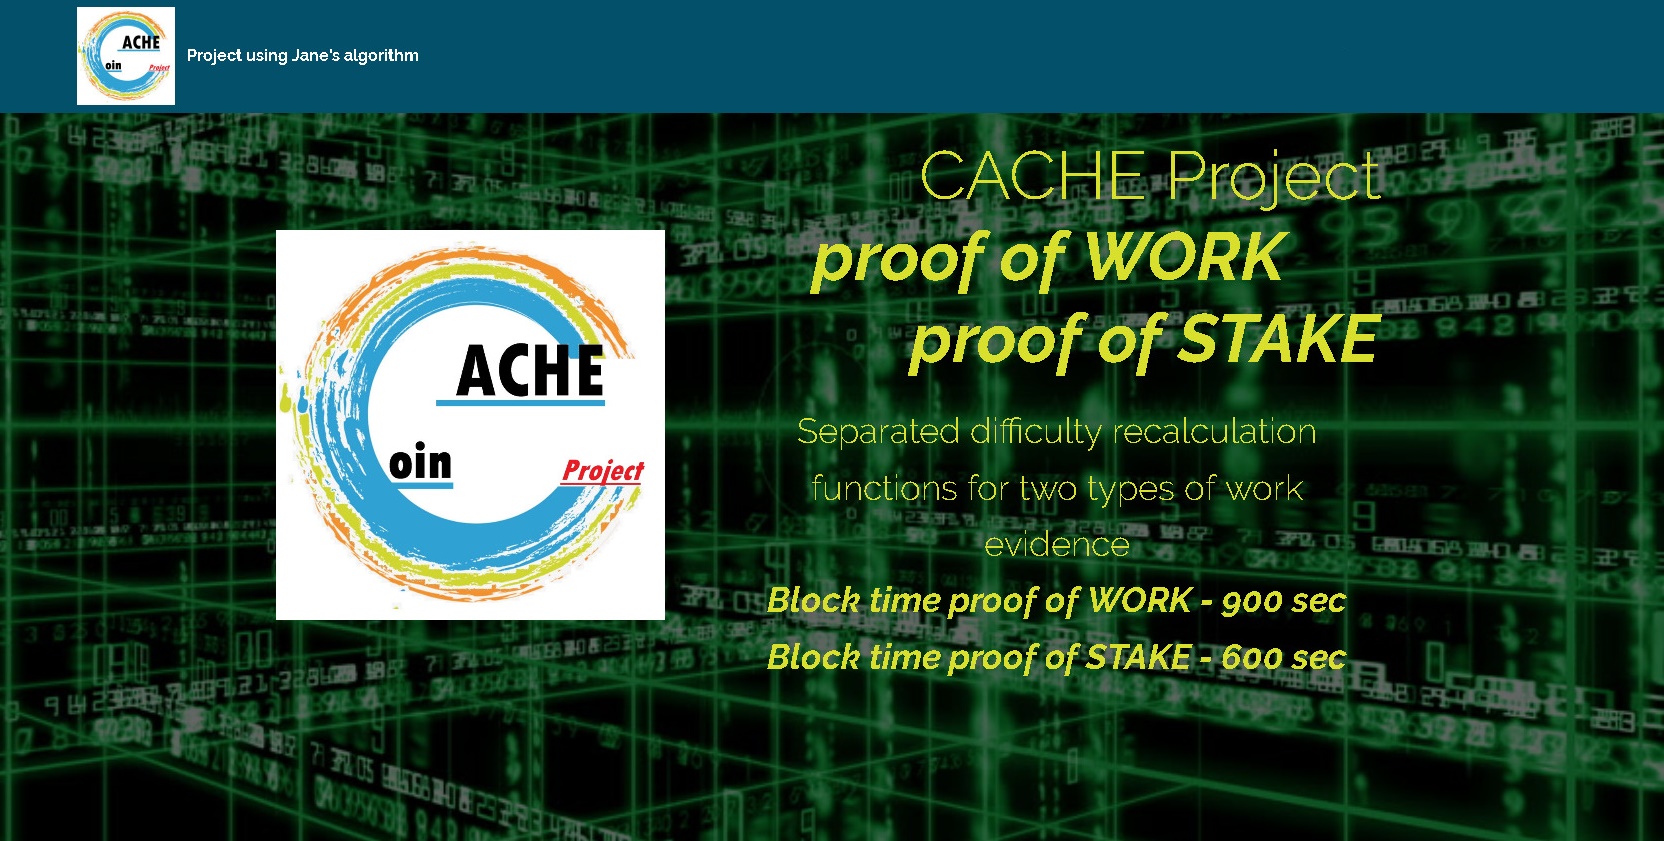 ACHE
oin
Project
Project using Jane's algorithm
CACHE Project
proof of WORK
proof of STAKE
ACHE
oin
Project
Separated difficulty recalculation
functions for two types of work
evidence
Block time proof of WORK - 900 sec
Block time proof of STAKE - 600 sec